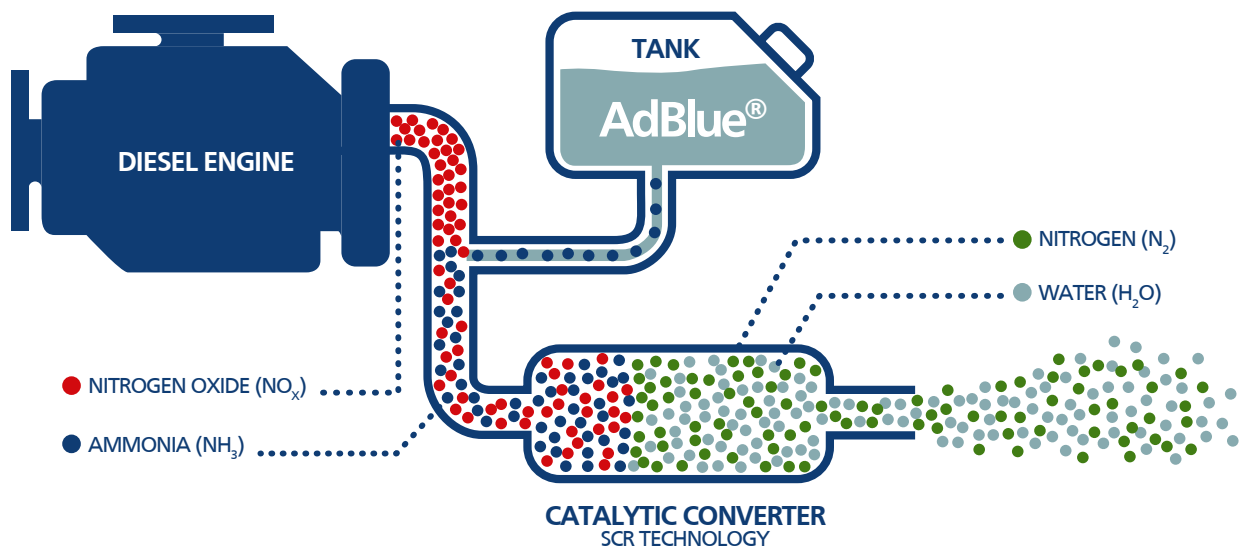 TANK
AdBlue®
DIESEL ENGINE
NITROGEN (N₂)
WATER (H₂O)
NITROGEN OXIDE (NOₓ)
AMMONIA (NH₃)
CATALYTIC CONVERTER
SCR TECHNOLOGY